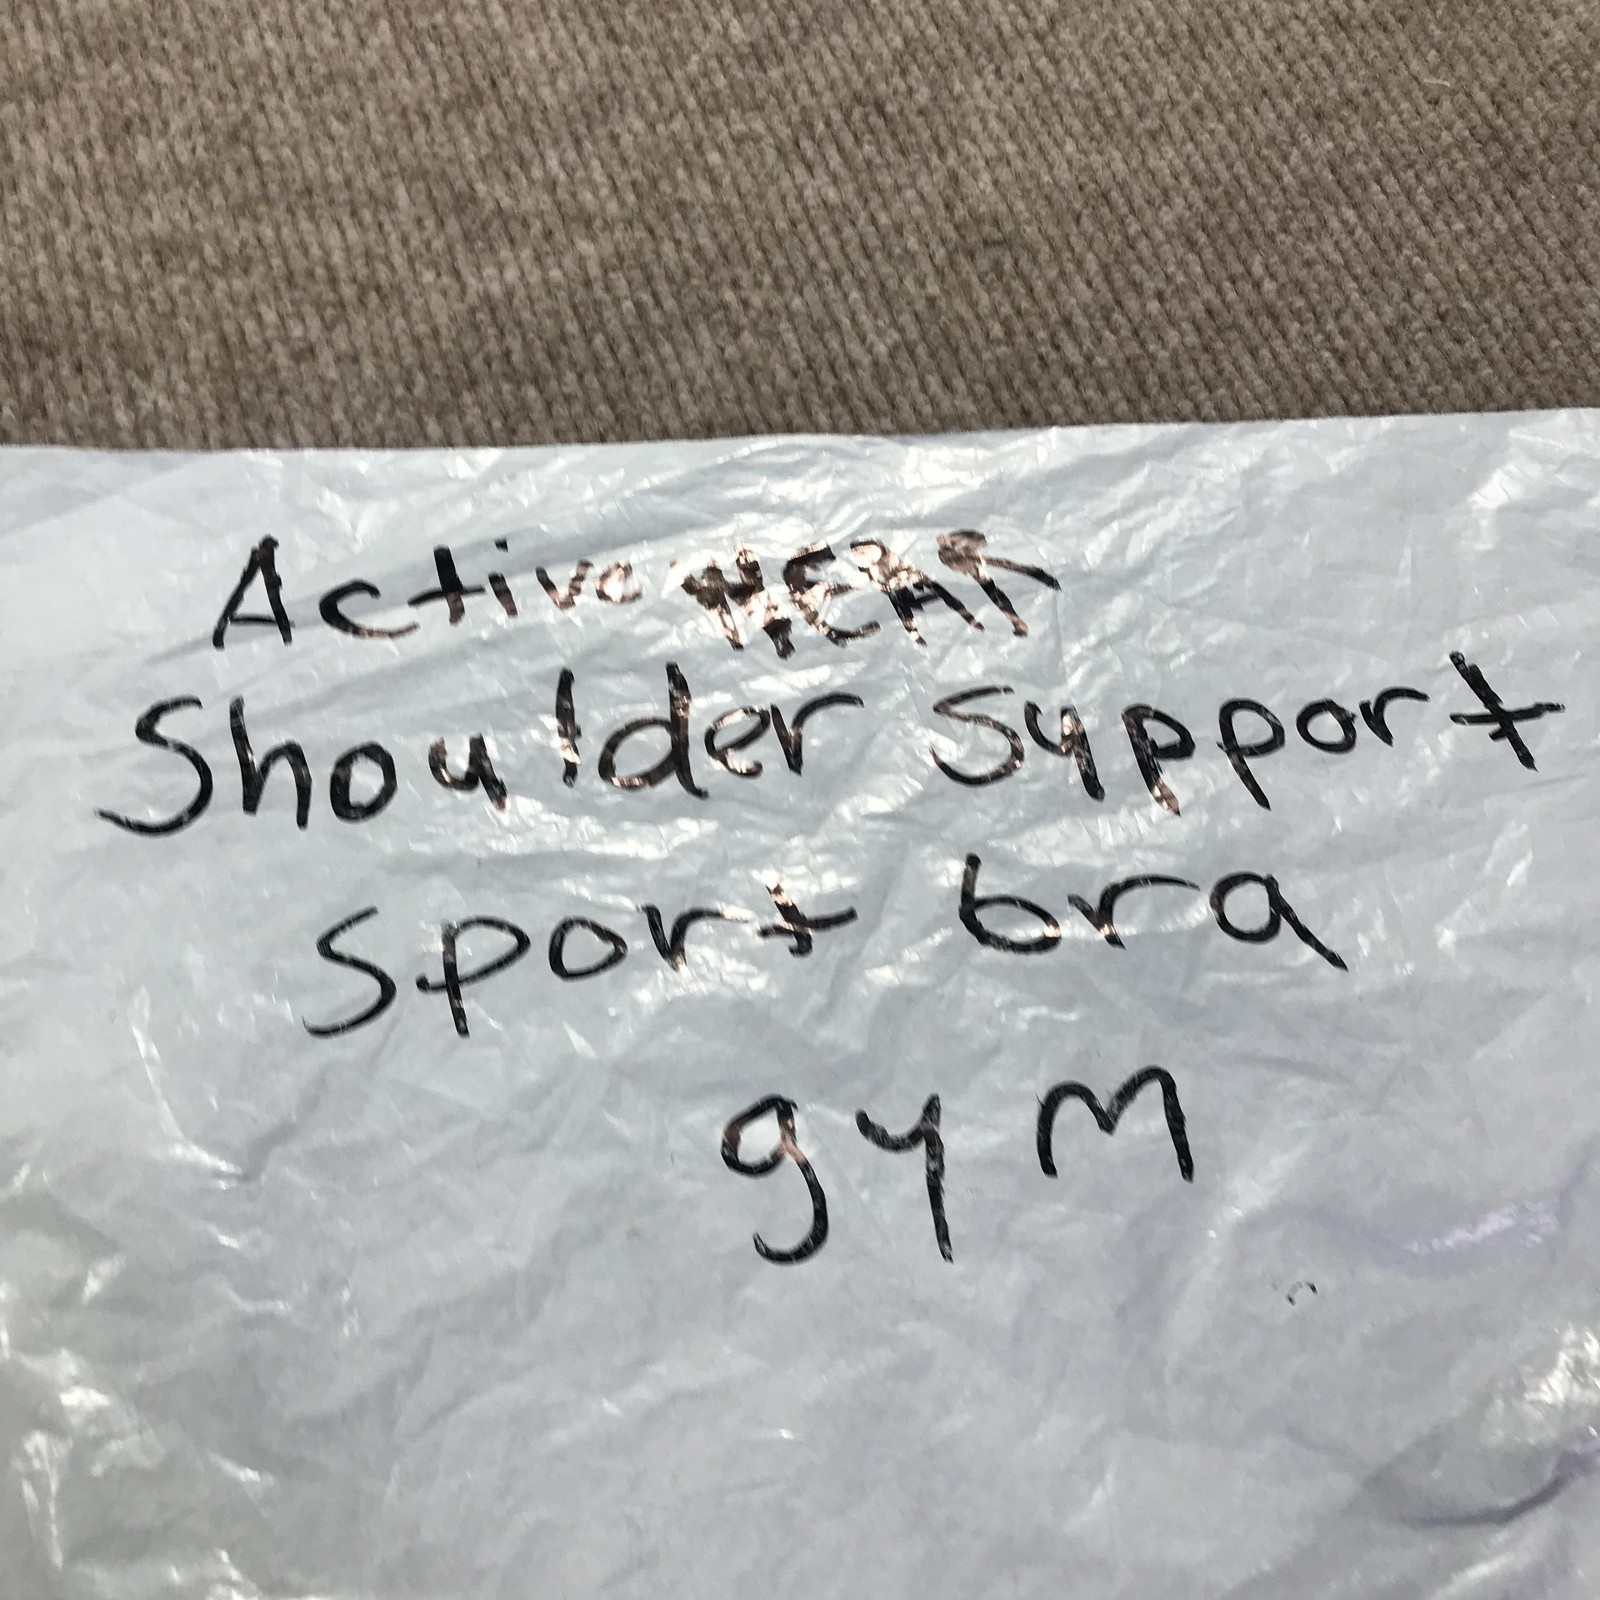 Active WEAR
Shoulder Support
Sport bra
gym